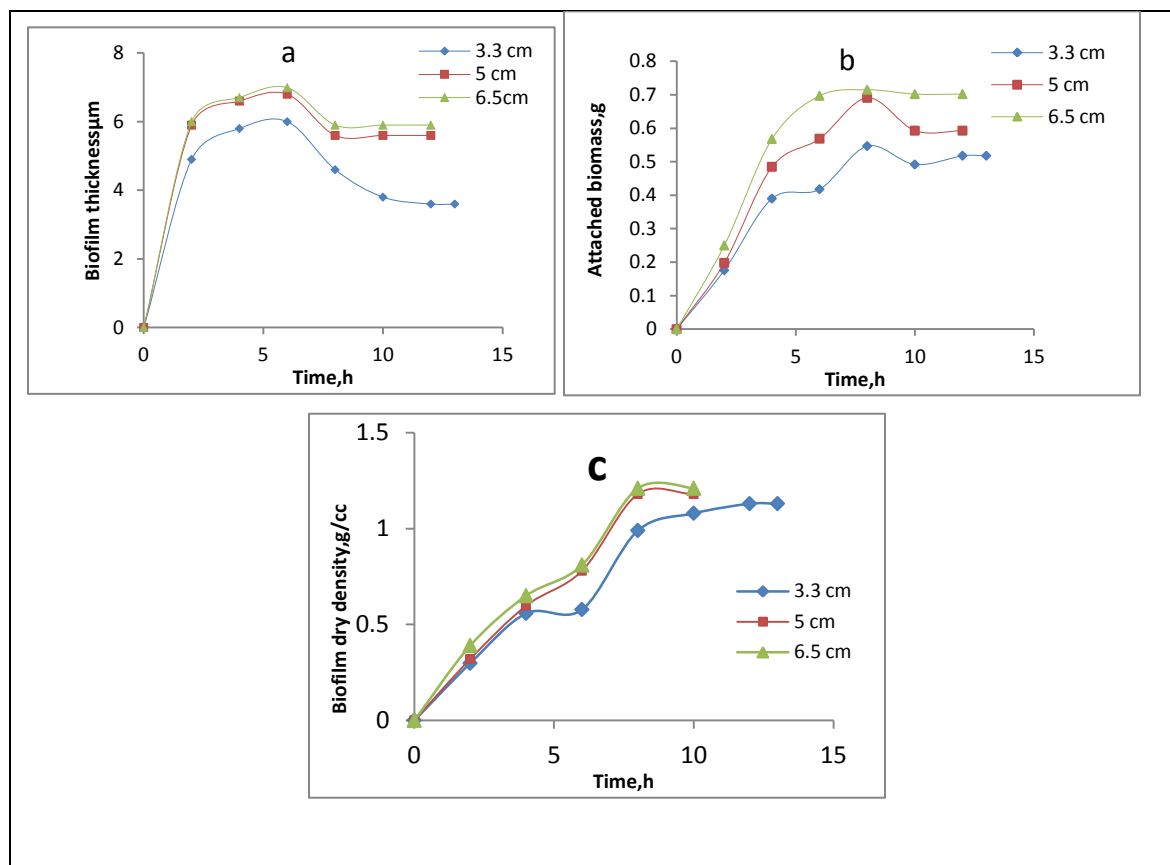 a
8
6
4
2
0
0
5
10
15
Biofilm thicknessµm
Time,h
3.3 cm
5 cm
6.5cm
b
0.8
0.7
0.6
0.5
0.4
0.3
0.2
0.1
0
0
5
10
15
Attached biomass,g
Time,h
3.3 cm
5 cm
6.5 cm
c
1.5
1
0.5
0
0
5
10
15
Biofilm dry density,g/cc
Time,h
3.3 cm
5 cm
6.5 cm